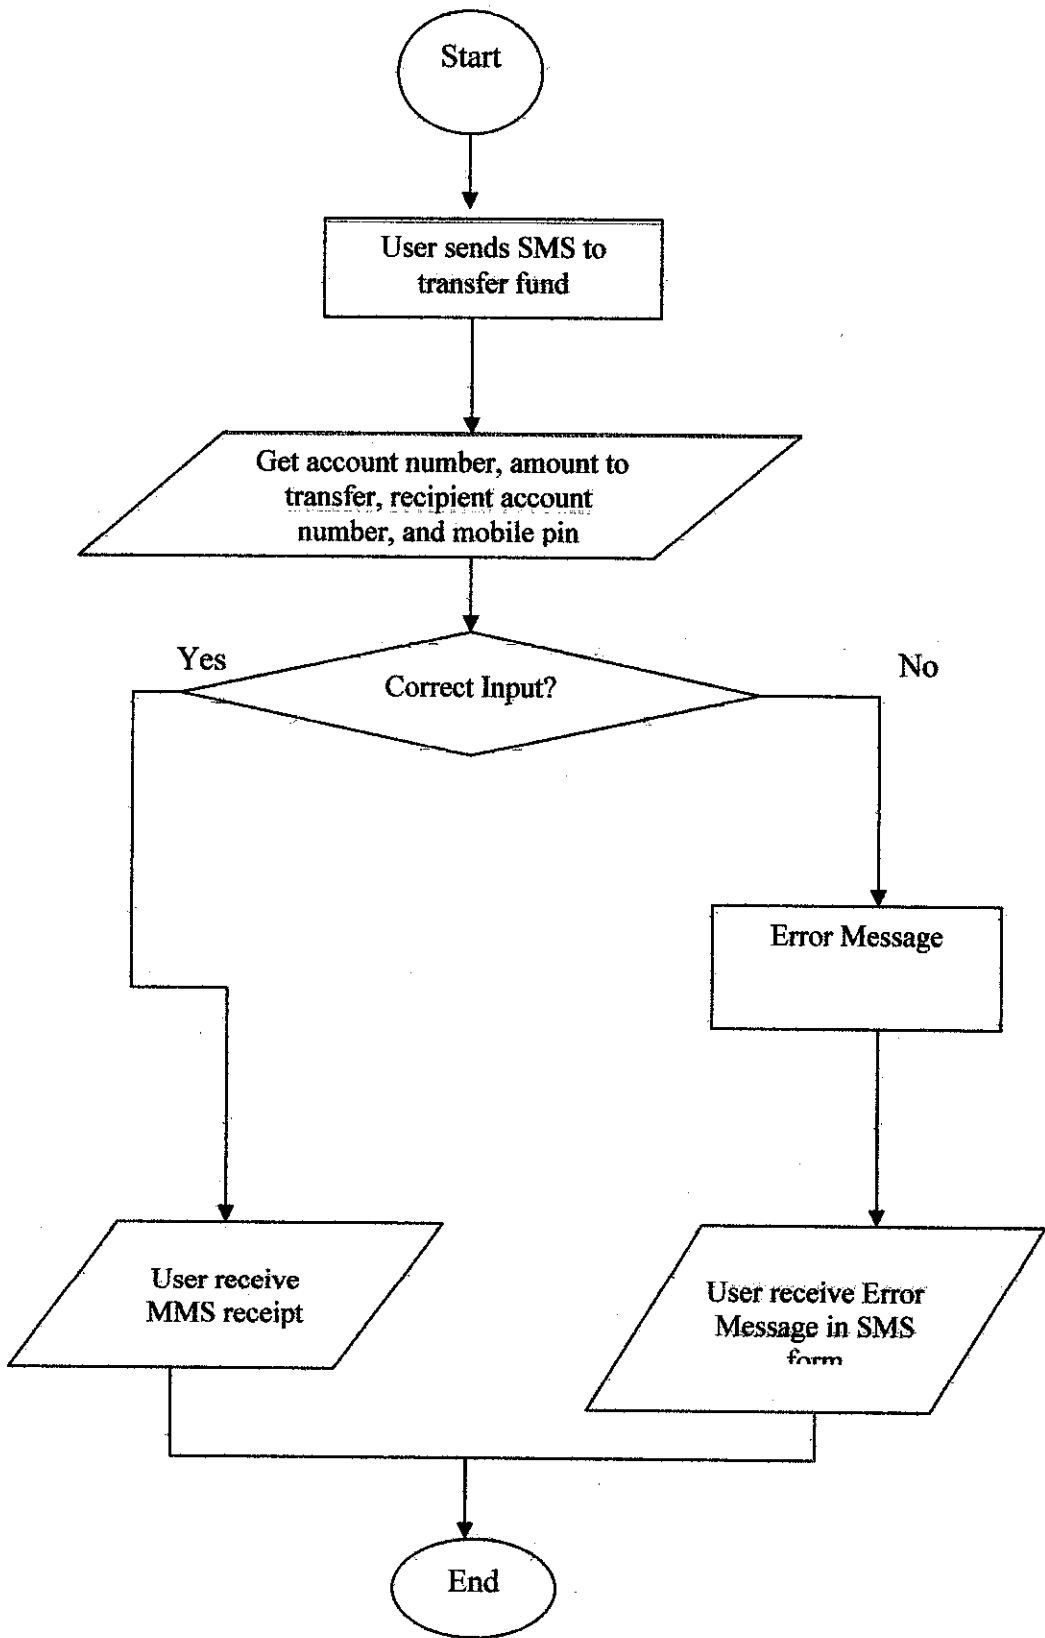 Start
User sends SMS to
transfer fund
Get account number, amount to
transfer, recipient account
number, and mobile pin
Yes
No
Correct Input?
Error Message
User receive
MMS receipt
User receive Error
Message in SMS
form
End